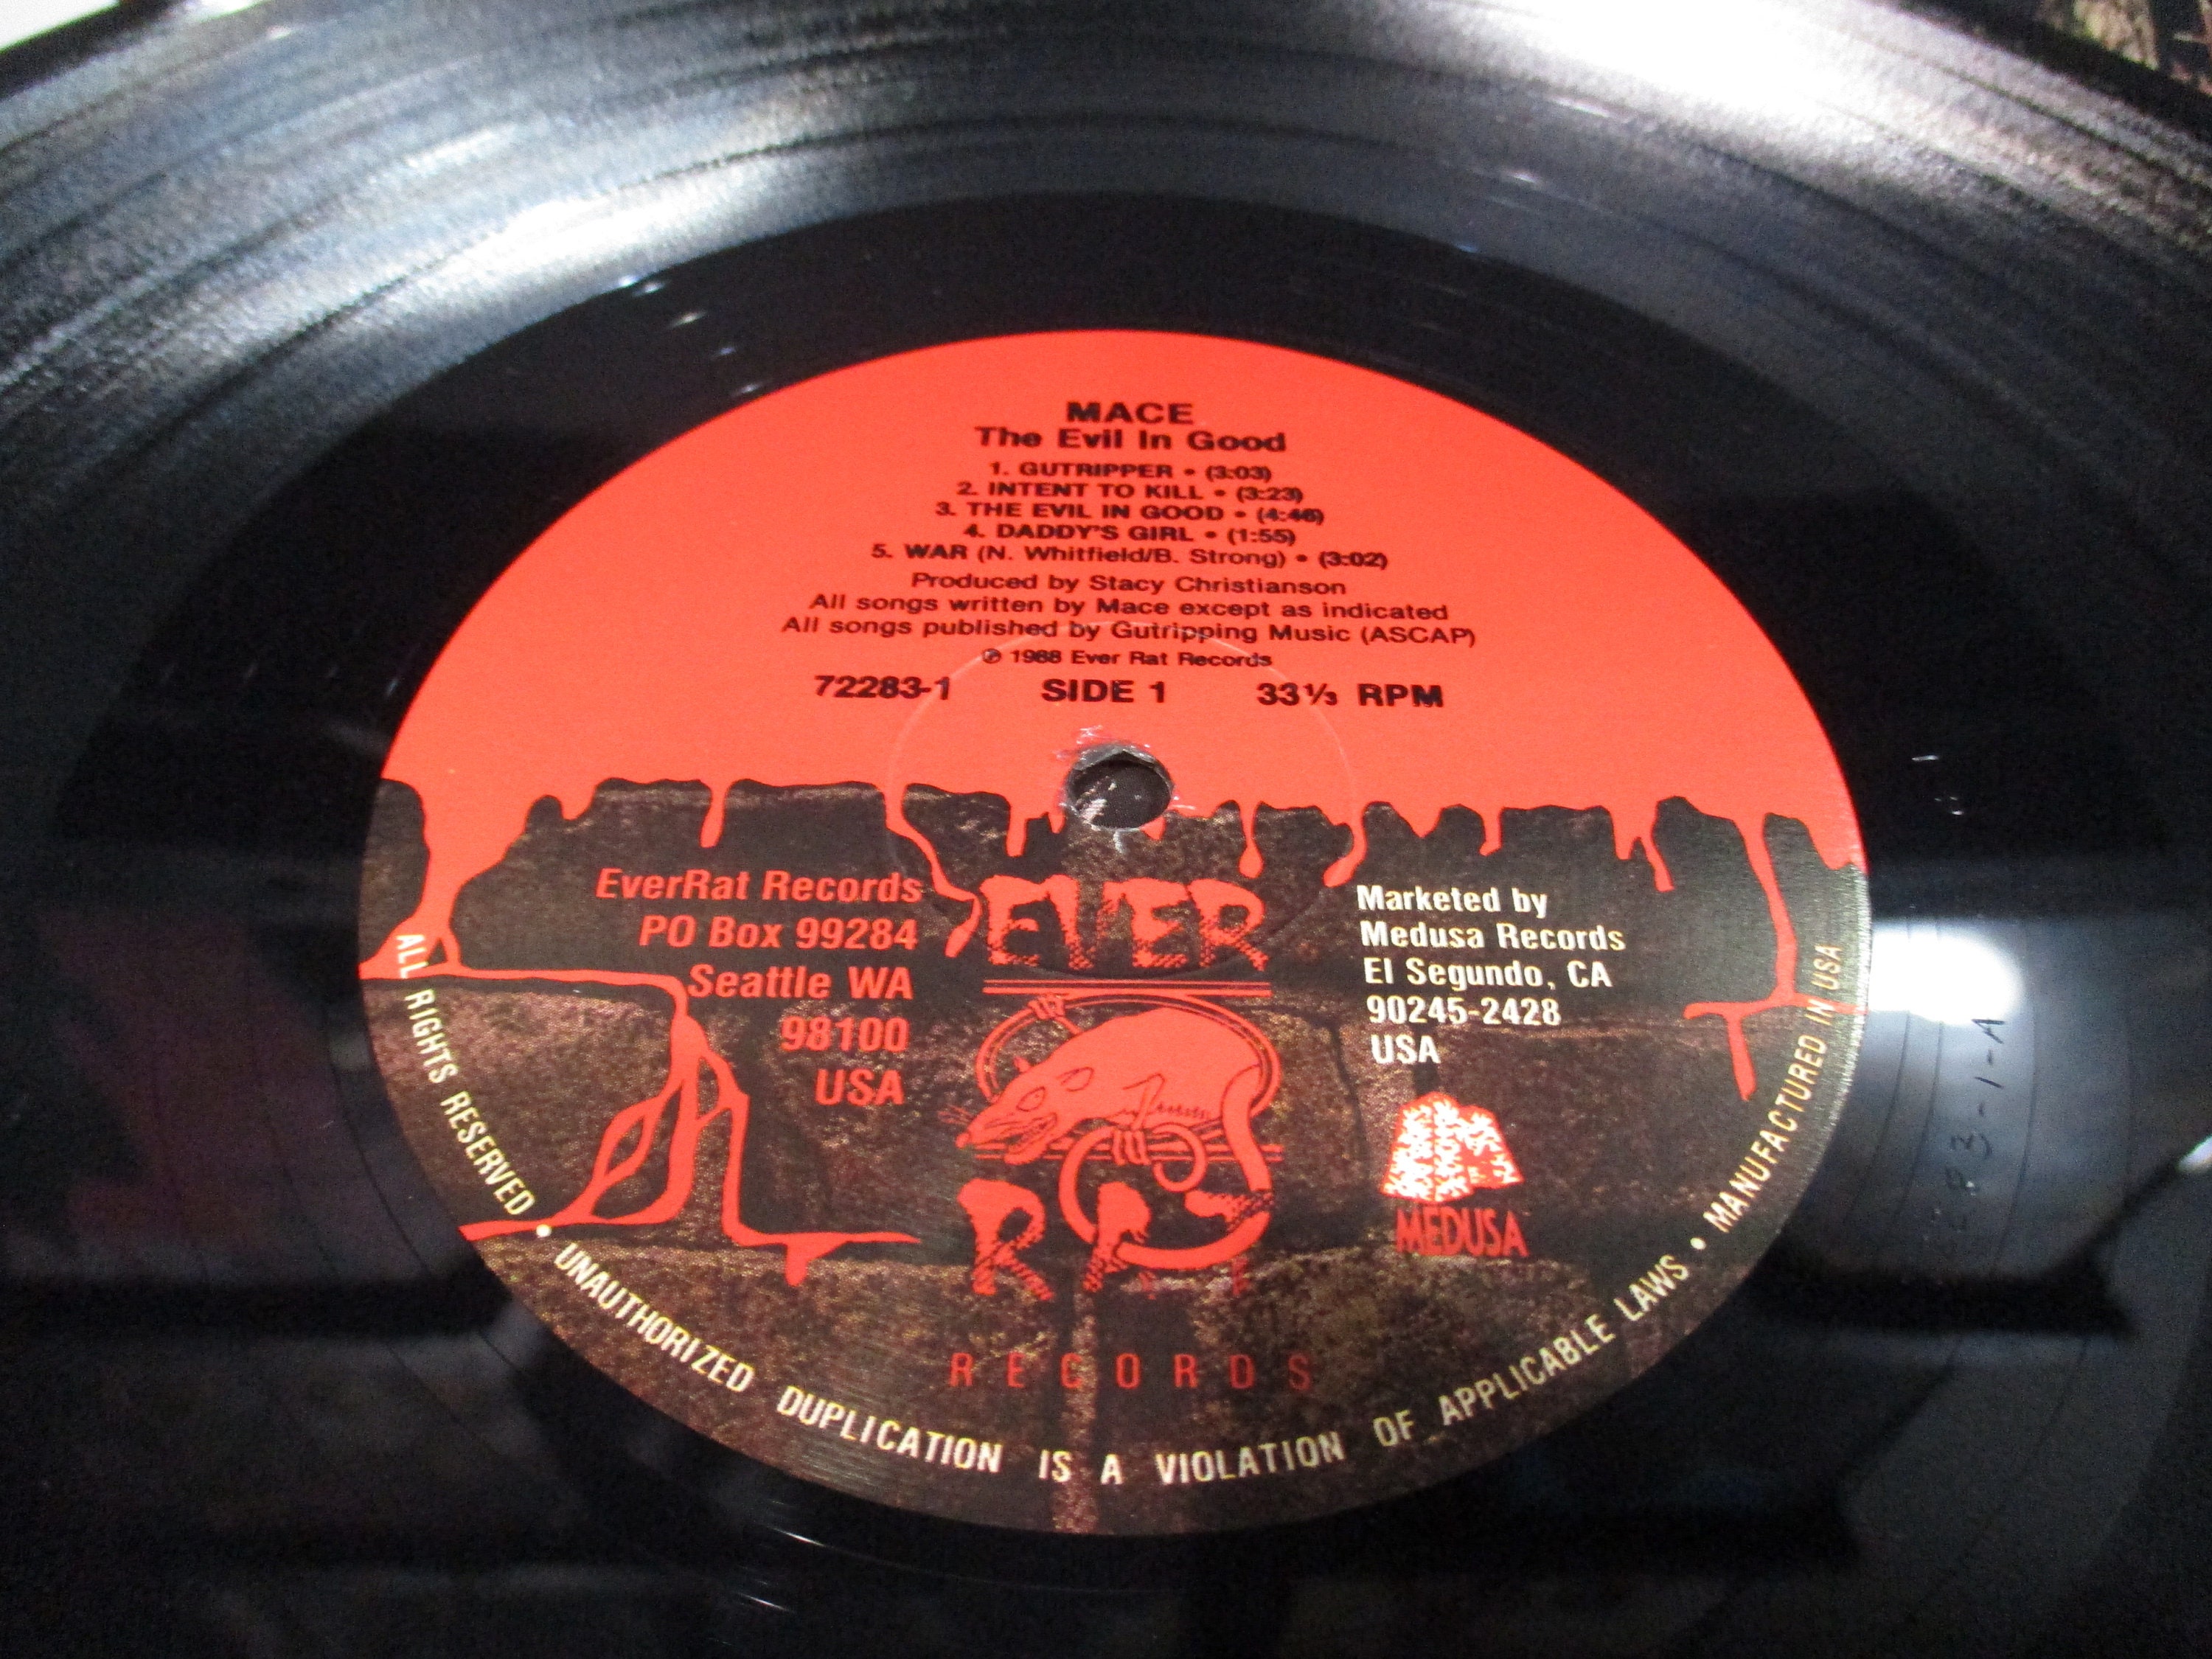 MACE
The Evil In Good
1. GUTRIPPER • (3:03)
2. INTENT TO KILL • (3:23)
3. THE EVIL IN GOOD • (4:46)
4. DADDY'S GIRL • (1:55)
5. WAR (N. Whitfield/B. Strong) • (3:02)
Produced by Stacy Christianson
All songs written by Mace except as indicated
All songs published by Gutripping Music (ASCAP)
℗ 1988 Ever Rat Records
72283-1 SIDE 1 33⅓ RPM
EverRat Records
PO Box 99284
Seattle WA
98100
USA
EVER
RAT
RECORDS
Marketed by
Medusa Records
El Segundo, CA
90245-2428
USA
MEDUSA
ALL RIGHTS RESERVED • UNAUTHORIZED DUPLICATION IS A VIOLATION OF APPLICABLE LAWS • MANUFACTURED IN USA